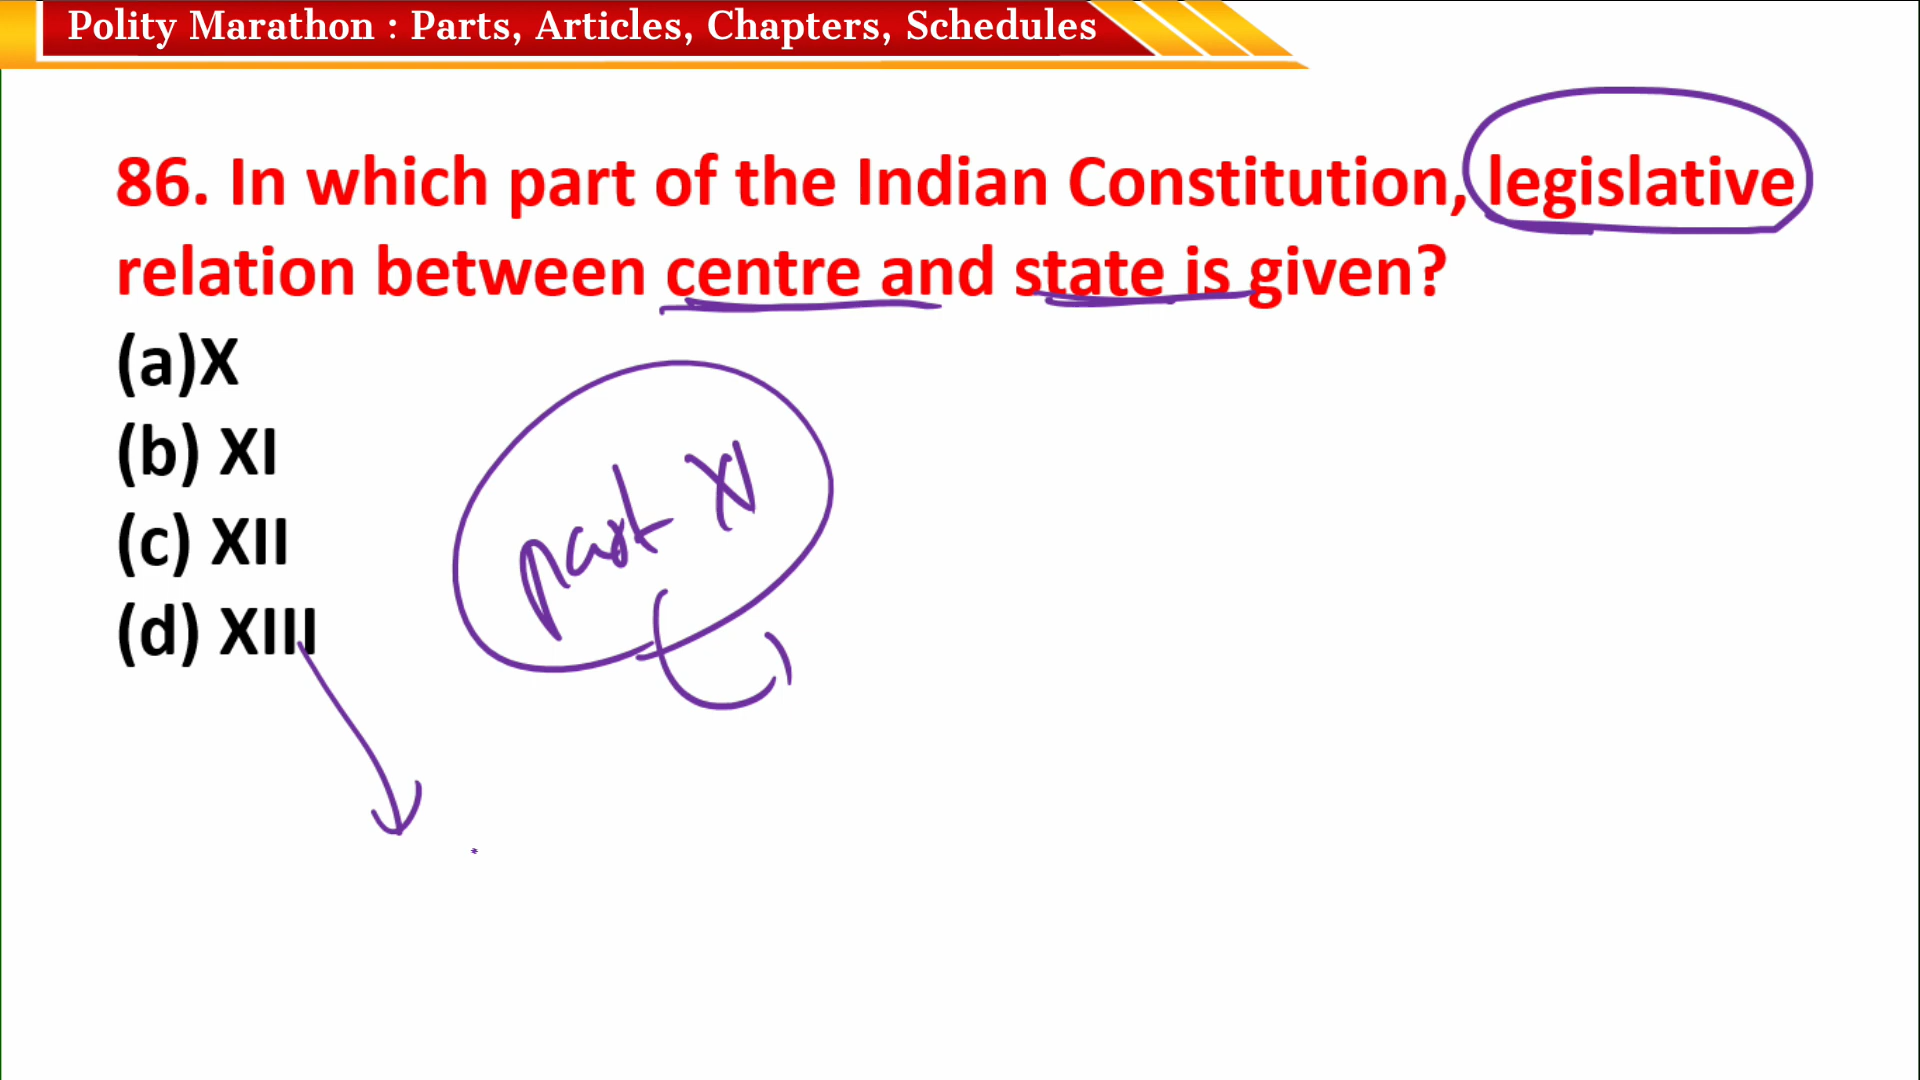 Polity Marathon : Parts, Articles, Chapters, Schedules
86. In which part of the Indian Constitution, legislative
relation between centre and state is given?
(a)X
(b) XI
(c) XII
(d) XIII
part XI